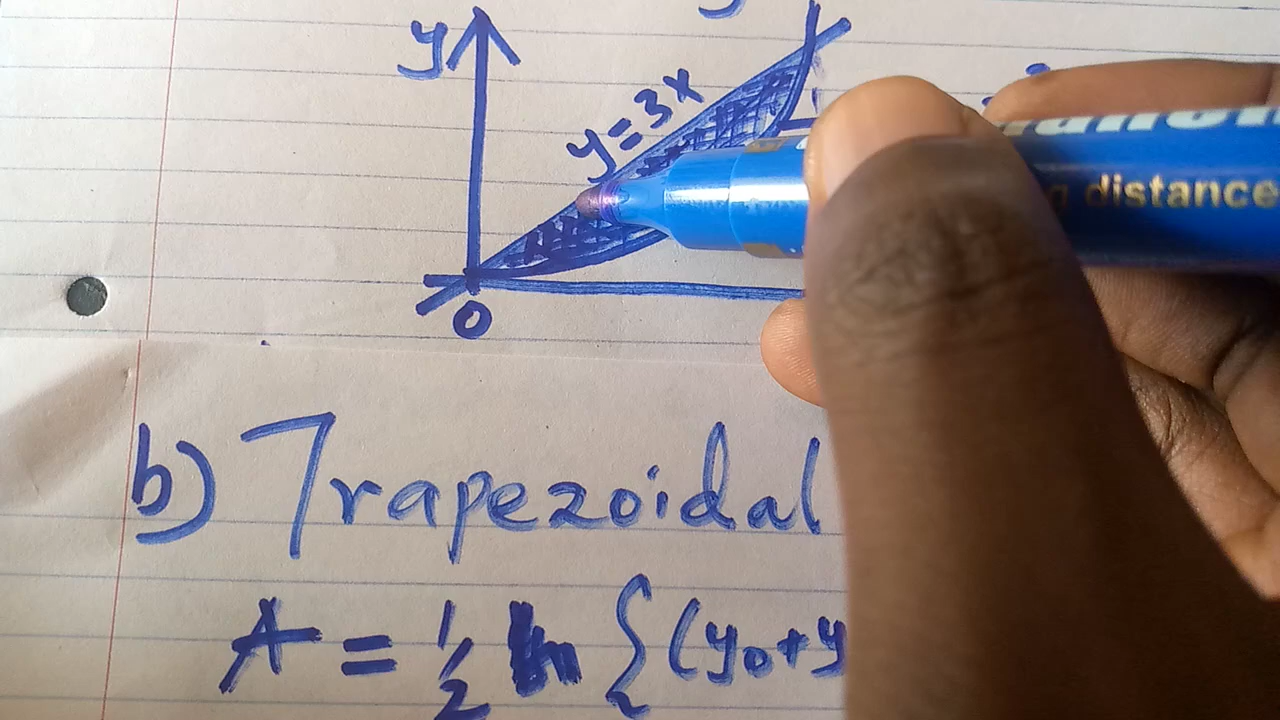 y
y=3x
distance
0
b) Trapezoidal
A = 1/2 h {(y₀+y